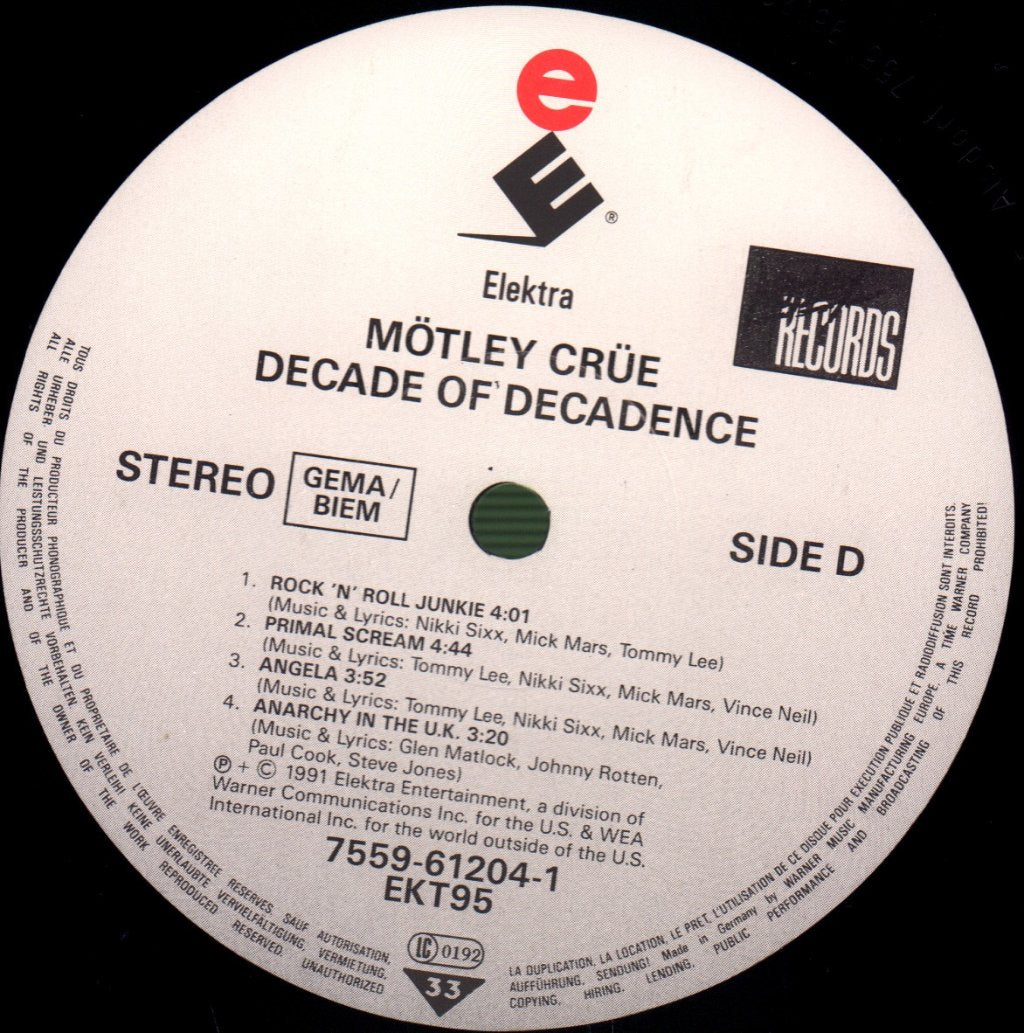 e
E
®
Elektra
RECORDS
MÖTLEY CRÜE
DECADE OF DECADENCE
STEREO
GEMA/
BIEM
SIDE D
1. ROCK 'N' ROLL JUNKIE 4:01
(Music & Lyrics: Nikki Sixx, Mick Mars, Tommy Lee)
2. PRIMAL SCREAM 4:44
(Music & Lyrics: Tommy Lee, Nikki Sixx, Mick Mars, Vince Neil)
3. ANGELA 3:52
(Music & Lyrics: Tommy Lee, Nikki Sixx, Mick Mars, Vince Neil)
4. ANARCHY IN THE U.K. 3:20
(Music & Lyrics: Glen Matlock, Johnny Rotten,
Paul Cook, Steve Jones)
℗ + © 1991 Elektra Entertainment, a division of
Warner Communications Inc. for the U.S. & WEA
International Inc. for the world outside of the U.S.
7559-61204-1
EKT95
LC 0192
33
TOUS DROITS DU PRODUCTEUR PHONOGRAPHIQUE ET DU PROPRIETAIRE DE L'ŒUVRE ENREGISTREE RESERVES. SAUF AUTORISATION, LA DUPLICATION, LA LOCATION, LE PRET, L'UTILISATION DE CE DISQUE POUR EXECUTION PUBLIQUE ET RADIODIFFUSION SONT INTERDITS.
ALLE URHEBER UND LEISTUNGSSCHUTZRECHTE VORBEHALTEN. KEIN VERLEIH! KEINE UNERLAUBTE VERVIELFÄLTIGUNG, VERMIETUNG, AUFFÜHRUNG, SENDUNG! Made in Germany by WARNER MUSIC MANUFACTURING EUROPE. A TIME WARNER COMPANY
ALL RIGHTS OF THE PRODUCER AND OF THE OWNER OF THE WORK REPRODUCED RESERVED. UNAUTHORIZED COPYING, HIRING, LENDING, PUBLIC PERFORMANCE AND BROADCASTING OF THIS RECORD PROHIBITED!